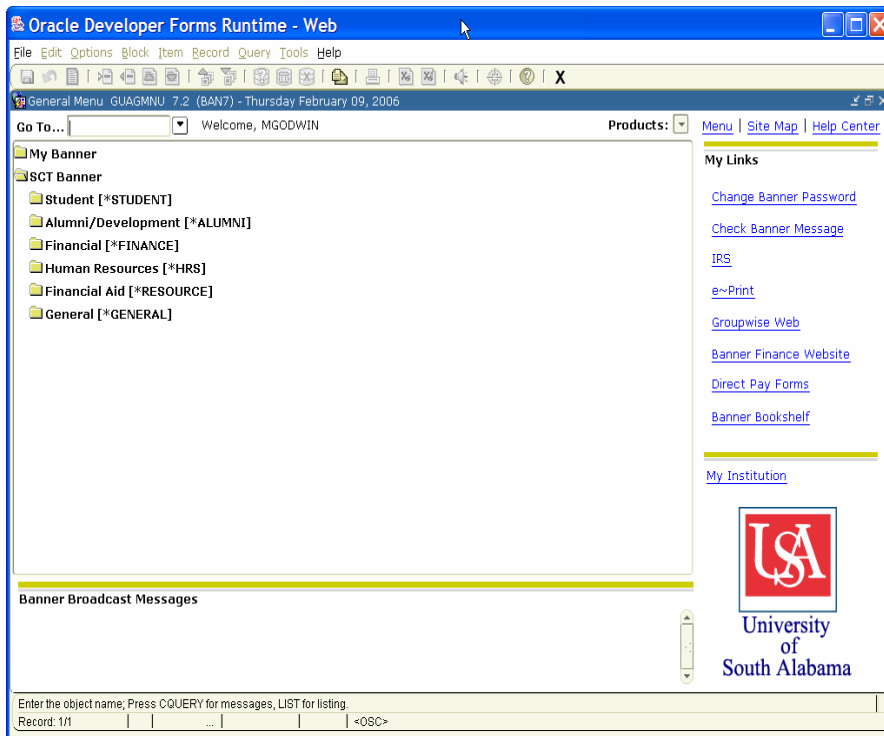 Oracle Developer Forms Runtime - Web
File Edit Options Block Item Record Query Tools Help
X
General Menu GUAGMNU 7.2 (BAN7) - Thursday February 09, 2006
Go To... Welcome, MGODWIN Products: Menu | Site Map | Help Center
My Banner
SCT Banner
Student [*STUDENT]
Alumni/Development [*ALUMNI]
Financial [*FINANCE]
Human Resources [*HRS]
Financial Aid [*RESOURCE]
General [*GENERAL]
My Links
Change Banner Password
Check Banner Message
IRS
e~Print
Groupwise Web
Banner Finance Website
Direct Pay Forms
Banner Bookshelf
My Institution
USA
University
of
South Alabama
Banner Broadcast Messages
Enter the object name; Press CQUERY for messages, LIST for listing.
Record: 1/1 ... <OSC>